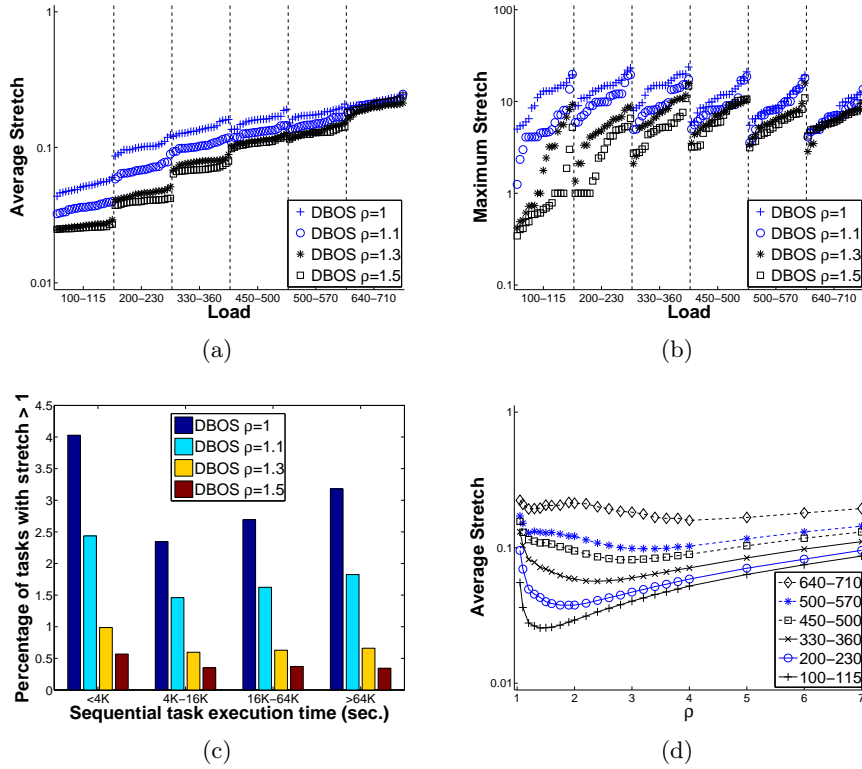 1
0.1
0.01
Average Stretch
100−115 200−230 330−360 450−500 500−570 640−710
Load
DBOS ρ=1
DBOS ρ=1.1
DBOS ρ=1.3
DBOS ρ=1.5
(a)
100
10
1
0.1
Maximum Stretch
100−115 200−230 330−360 450−500 500−570 640−710
Load
DBOS ρ=1
DBOS ρ=1.1
DBOS ρ=1.3
DBOS ρ=1.5
(b)
4.5
4
3.5
3
2.5
2
1.5
1
0.5
0
Percentage of tasks with stretch > 1
DBOS ρ=1
DBOS ρ=1.1
DBOS ρ=1.3
DBOS ρ=1.5
<4K 4K−16K 16K−64K >64K
Sequential task execution time (sec.)
(c)
1
0.1
0.01
Average Stretch
640−710
500−570
450−500
330−360
200−230
100−115
1 2 3 4 5 6 7
ρ
(d)